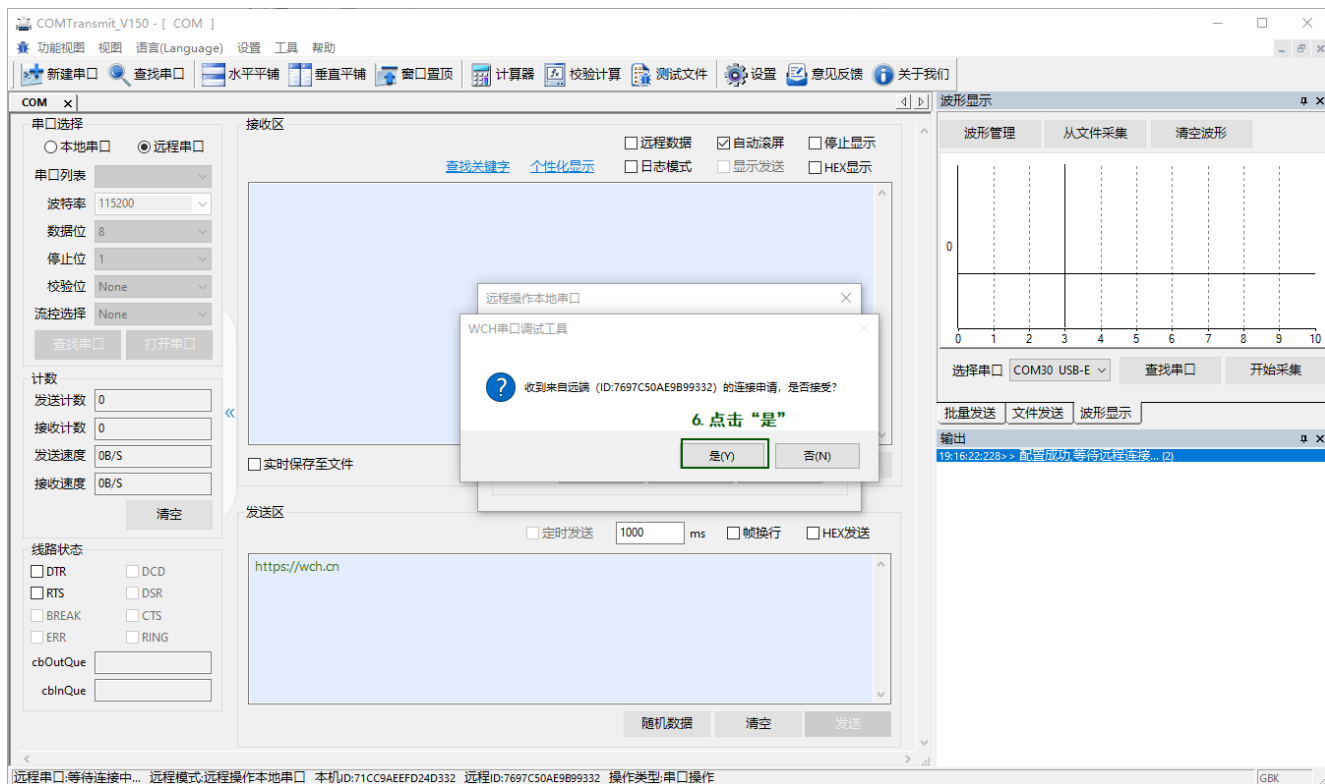 COMTransmit_V150 - [ COM ]
功能视图 视图 语言(Language) 设置 工具 帮助
新建串口 查找串口 水平平铺 垂直平铺 窗口置顶 计算器 校验计算 测试文件 设置 意见反馈 关于我们
COM x
串口选择
本地串口 远程串口
串口列表
波特率 115200
数据位 8
停止位 1
校验位 None
流控选择 None
查找串口 打开串口
计数
发送计数 0
接收计数 0
发送速度 0B/S
接收速度 0B/S
清空
线路状态
DTR DCD
RTS DSR
BREAK CTS
ERR RING
cbOutQue
cbInQue
接收区
远程数据 自动滚屏 停止显示
查找关键字 个性化显示 日志模式 显示发送 HEX显示
远程操作本地串口
WCH串口调试工具
收到来自远端（ID:7697C50AE9B99332）的连接申请，是否接受?
6. 点击“是”
是(Y) 否(N)
实时保存至文件
发送区
定时发送 1000 ms 帧换行 HEX发送
https://wch.cn
随机数据 清空 发送
波形显示
波形管理 从文件采集 清空波形
0
0 1 2 3 4 5 6 7 8 9 10
选择串口 COM30 USB-E 查找串口 开始采集
批量发送 文件发送 波形显示
输出
19:16:22:228>> 配置成功,等待远程连接... (2)
远程串口:等待连接中... 远程模式:远程操作本地串口 本机ID:71CC9AEEFD24D332 远程ID:7697C50AE9B99332 操作类型:串口操作 GBK